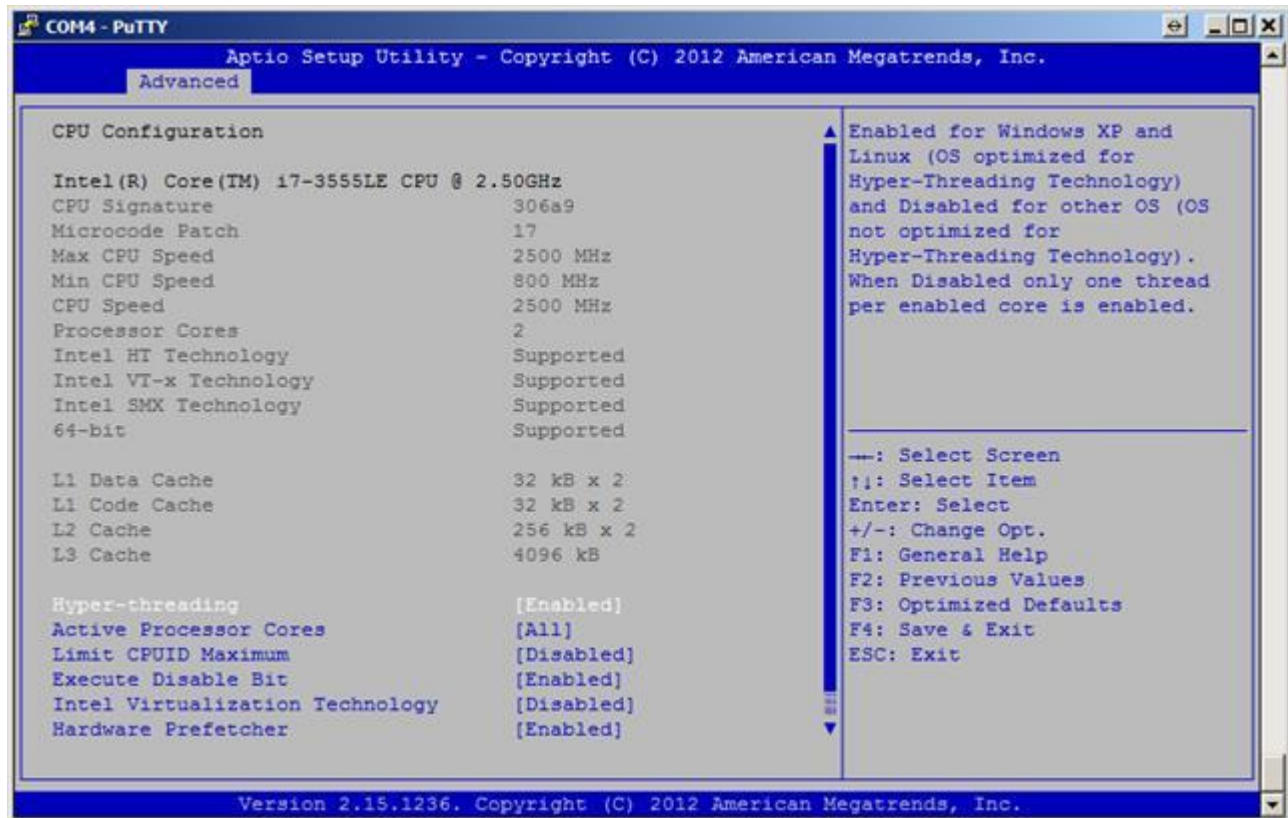 COM4 - PuTTY
Aptio Setup Utility - Copyright (C) 2012 American Megatrends, Inc.
Advanced
CPU Configuration
Intel(R) Core(TM) i7-3555LE CPU @ 2.50GHz
CPU Signature 306a9
Microcode Patch 17
Max CPU Speed 2500 MHz
Min CPU Speed 800 MHz
CPU Speed 2500 MHz
Processor Cores 2
Intel HT Technology Supported
Intel VT-x Technology Supported
Intel SMX Technology Supported
64-bit Supported
L1 Data Cache 32 kB x 2
L1 Code Cache 32 kB x 2
L2 Cache 256 kB x 2
L3 Cache 4096 kB
Hyper-threading [Enabled]
Active Processor Cores [All]
Limit CPUID Maximum [Disabled]
Execute Disable Bit [Enabled]
Intel Virtualization Technology [Disabled]
Hardware Prefetcher [Enabled]
Enabled for Windows XP and
Linux (OS optimized for
Hyper-Threading Technology)
and Disabled for other OS (OS
not optimized for
Hyper-Threading Technology).
When Disabled only one thread
per enabled core is enabled.
→←: Select Screen
↑↓: Select Item
Enter: Select
+/-: Change Opt.
F1: General Help
F2: Previous Values
F3: Optimized Defaults
F4: Save & Exit
ESC: Exit
Version 2.15.1236. Copyright (C) 2012 American Megatrends, Inc.